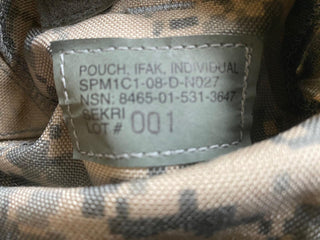 POUCH, IFAK, INDIVIDUAL
SPM1C1-08-D-N027
NSN: 8465-01-531-3647
SEKRI
LOT # 001